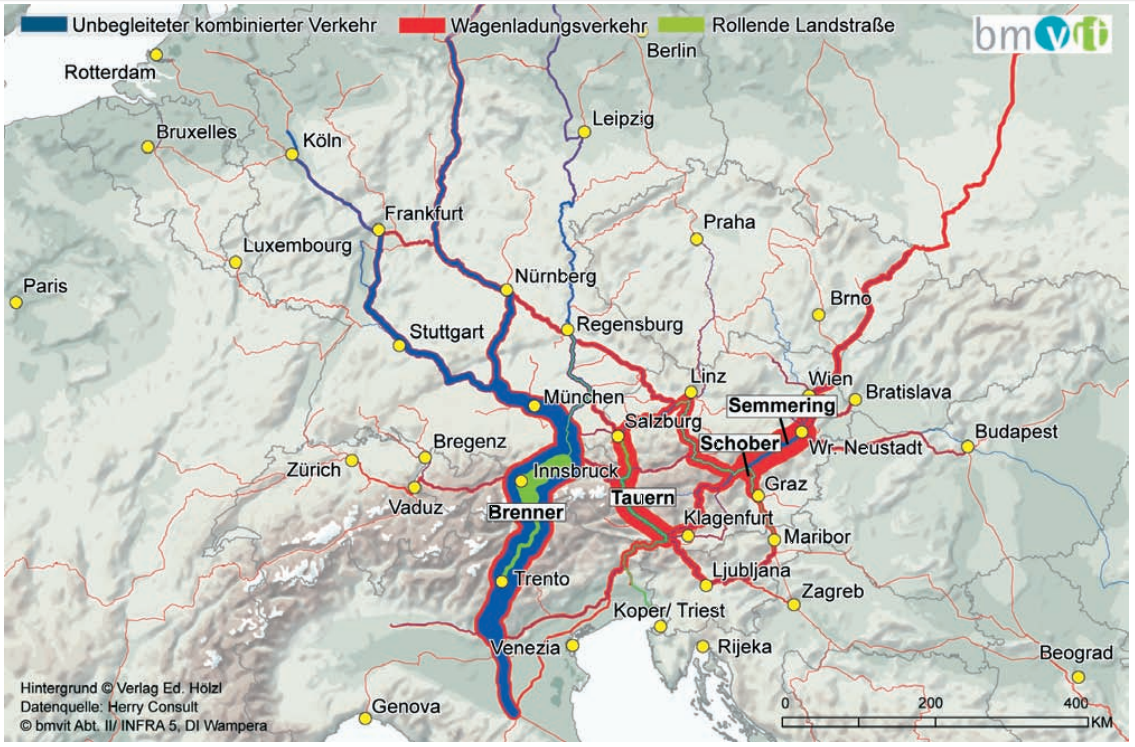 Unbegleiteter kombinierter Verkehr
Wagenladungsverkehr
Rollende Landstraße
bmvit
Rotterdam
Berlin
Bruxelles
Köln
Leipzig
Frankfurt
Luxembourg
Praha
Paris
Nürnberg
Brno
Regensburg
Stuttgart
Linz
Wien
Bratislava
München
Semmering
Salzburg
Schober
Wr. Neustadt
Budapest
Bregenz
Zürich
Innsbruck
Graz
Vaduz
Tauern
Brenner
Klagenfurt
Maribor
Trento
Ljubljana
Zagreb
Koper/ Triest
Venezia
Rijeka
Beograd
Genova
Hintergrund © Verlag Ed. Hölzl
Datenquelle: Herry Consult
© bmvit Abt. II/ INFRA 5, DI Wampera
0 200 400
KM